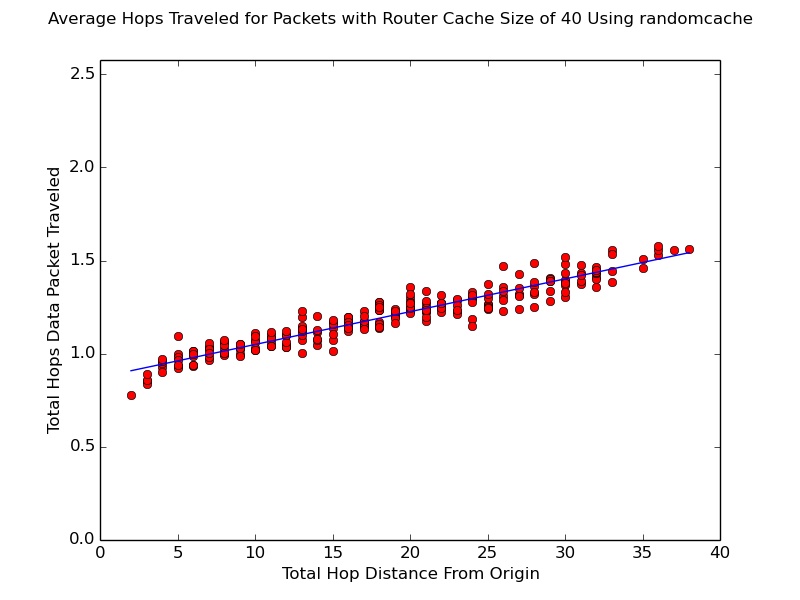 Average Hops Traveled for Packets with Router Cache Size of 40 Using randomcache
2.5
2.0
1.5
1.0
0.5
0.0
Total Hops Data Packet Traveled
0 5 10 15 20 25 30 35 40
Total Hop Distance From Origin